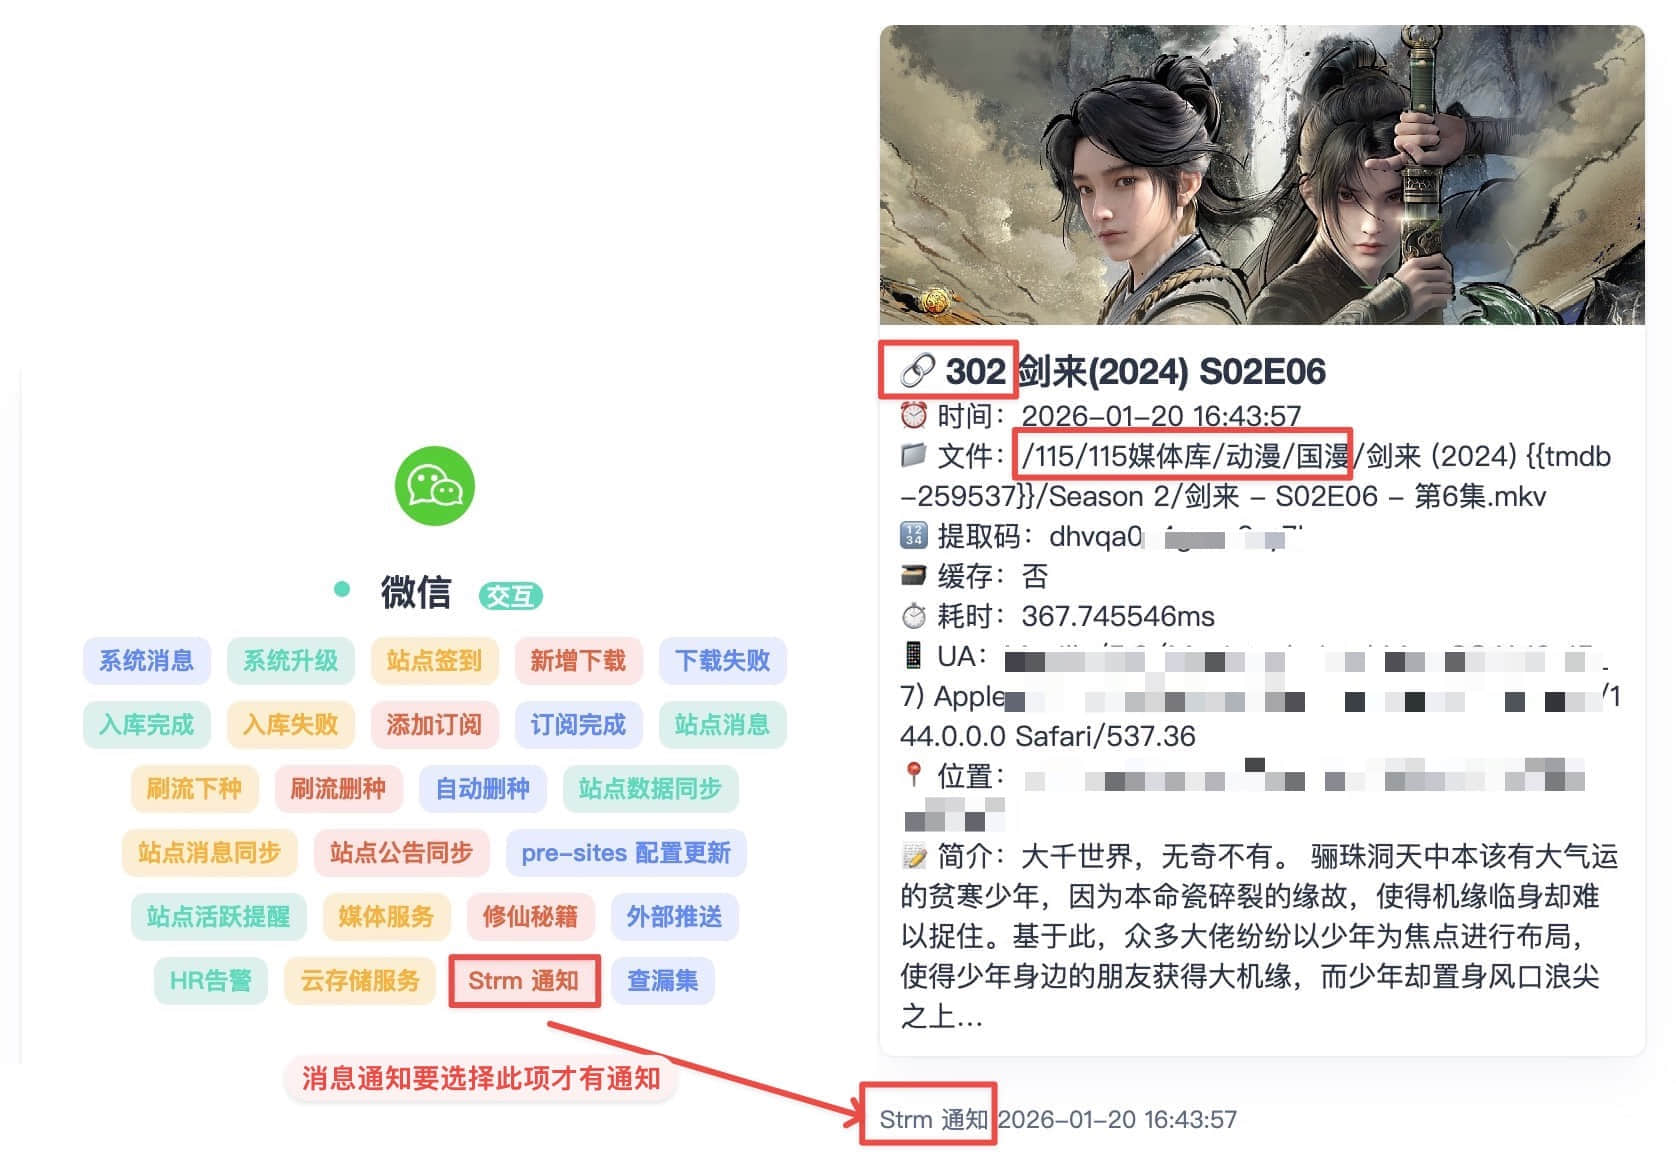 微信 交互
系统消息 系统升级 站点签到 新增下载 下载失败
入库完成 入库失败 添加订阅 订阅完成 站点消息
刷流下种 刷流删种 自动删种 站点数据同步
站点消息同步 站点公告同步 pre-sites 配置更新
站点活跃提醒 媒体服务 修仙秘籍 外部推送
HR告警 云存储服务 Strm 通知 查漏集
消息通知要选择此项才有通知
302 剑来(2024) S02E06
时间：2026-01-20 16:43:57
文件：/115/115媒体库/动漫/国漫/剑来 (2024) {{tmdb
-259537}}/Season 2/剑来 - S02E06 - 第6集.mkv
提取码：dhvqa0
缓存：否
耗时：367.745546ms
UA：
7) Apple /1
44.0.0.0 Safari/537.36
位置：
简介：大千世界，无奇不有。 骊珠洞天中本该有大气运
的贫寒少年，因为本命瓷碎裂的缘故，使得机缘临身却难
以捉住。基于此，众多大佬纷纷以少年为焦点进行布局，
使得少年身边的朋友获得大机缘，而少年却置身风口浪尖
之上...
Strm 通知 2026-01-20 16:43:57